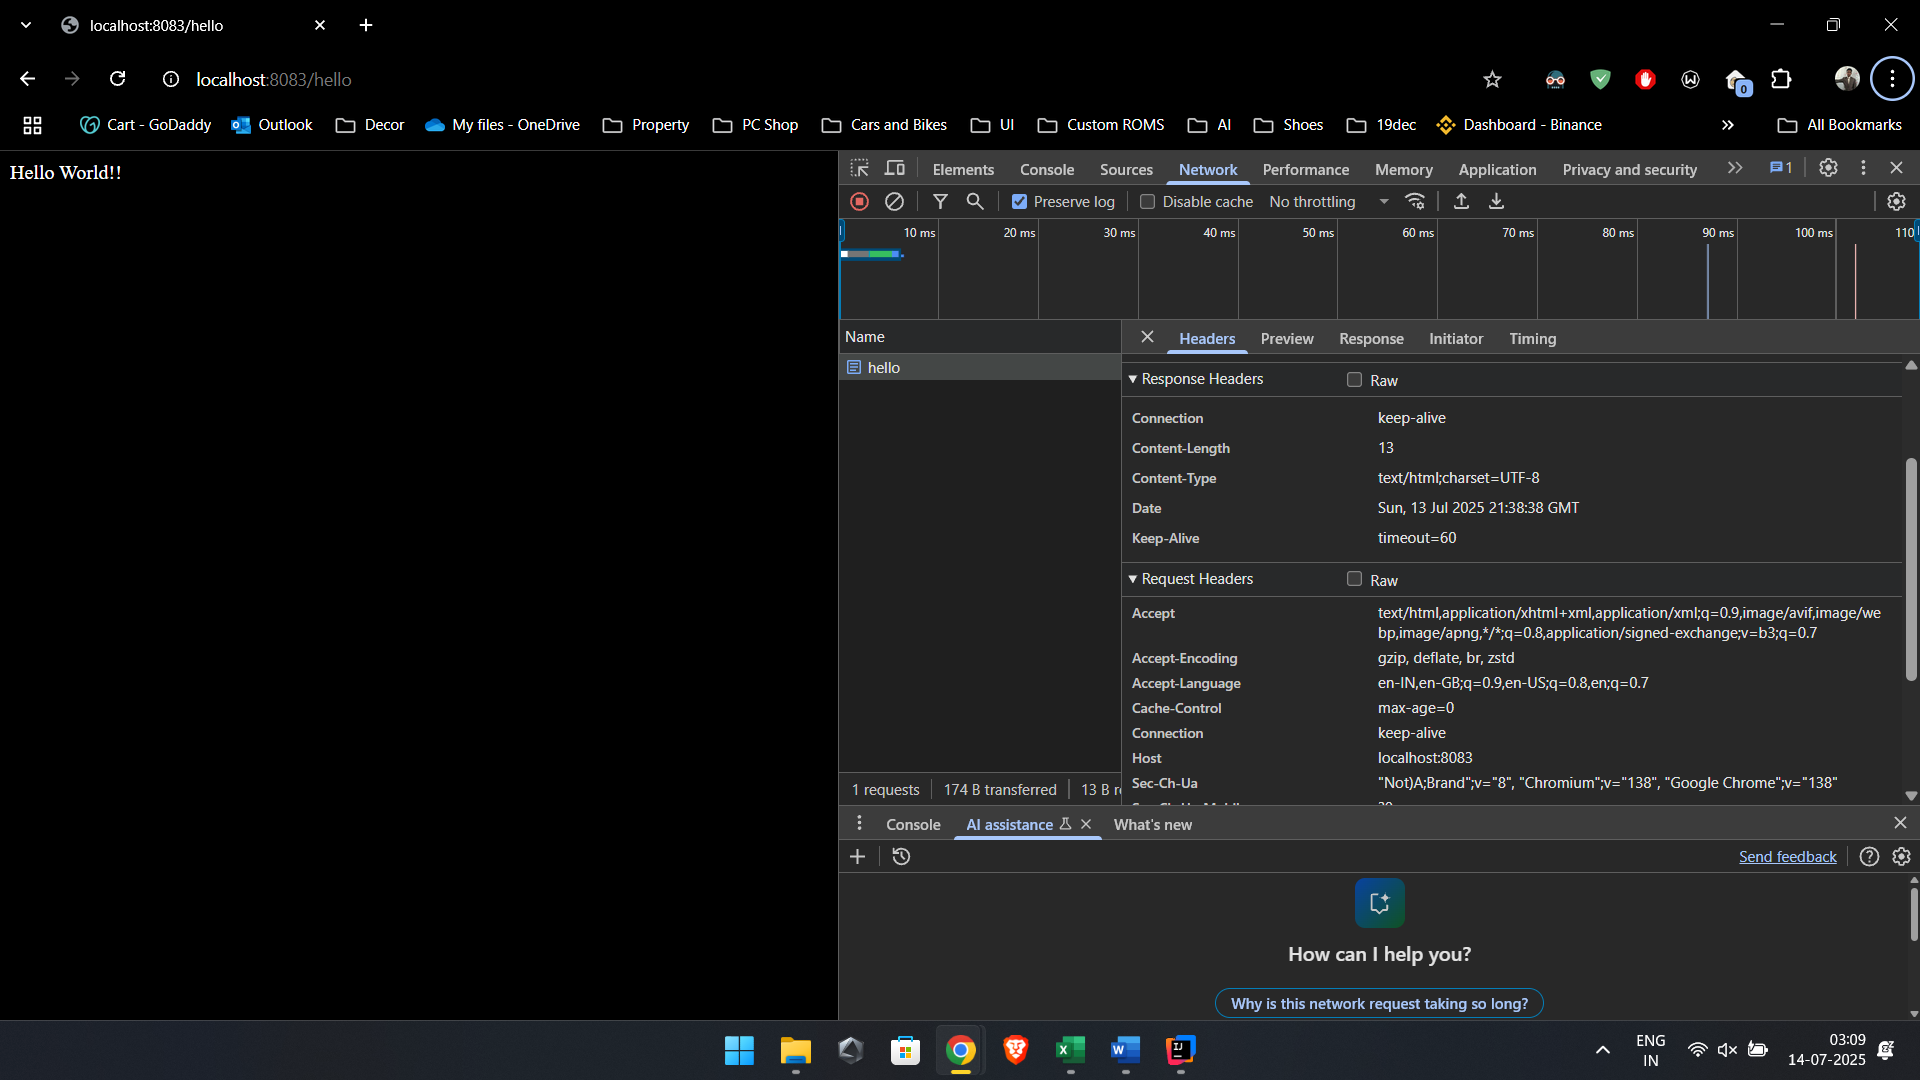 localhost:8083/hello
localhost:8083/hello
0
Cart - GoDaddy
Outlook
Decor
My files - OneDrive
Property
PC Shop
Cars and Bikes
UI
Custom ROMS
AI
Shoes
19dec
Dashboard - Binance
All Bookmarks
Hello World!!
Elements Console Sources Network Performance Memory Application Privacy and security
1
Preserve log Disable cache No throttling
10 ms 20 ms 30 ms 40 ms 50 ms 60 ms 70 ms 80 ms 90 ms 100 ms 110
Name
hello
1 requests 174 B transferred 13 B
Headers Preview Response Initiator Timing
Response Headers Raw
Connection keep-alive
Content-Length 13
Content-Type text/html;charset=UTF-8
Date Sun, 13 Jul 2025 21:38:38 GMT
Keep-Alive timeout=60
Request Headers Raw
Accept text/html,application/xhtml+xml,application/xml;q=0.9,image/avif,image/we
bp,image/apng,*/*;q=0.8,application/signed-exchange;v=b3;q=0.7
Accept-Encoding gzip, deflate, br, zstd
Accept-Language en-IN,en-GB;q=0.9,en-US;q=0.8,en;q=0.7
Cache-Control max-age=0
Connection keep-alive
Host localhost:8083
Sec-Ch-Ua "Not)A;Brand";v="8", "Chromium";v="138", "Google Chrome";v="138"
Console AI assistance What's new
Send feedback
How can I help you?
Why is this network request taking so long?
ENG
IN
03:09
14-07-2025